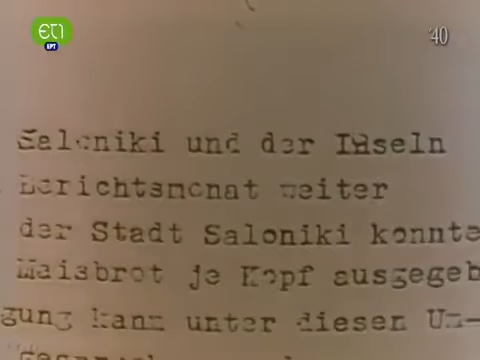 ετ1
ΕΡΤ
'40
Saloniki und der Inseln
Berichtsmonat weiter
der Stadt Saloniki konnte
Maisbrot je Kopf ausgegeb
gung kann unter diesen Um-